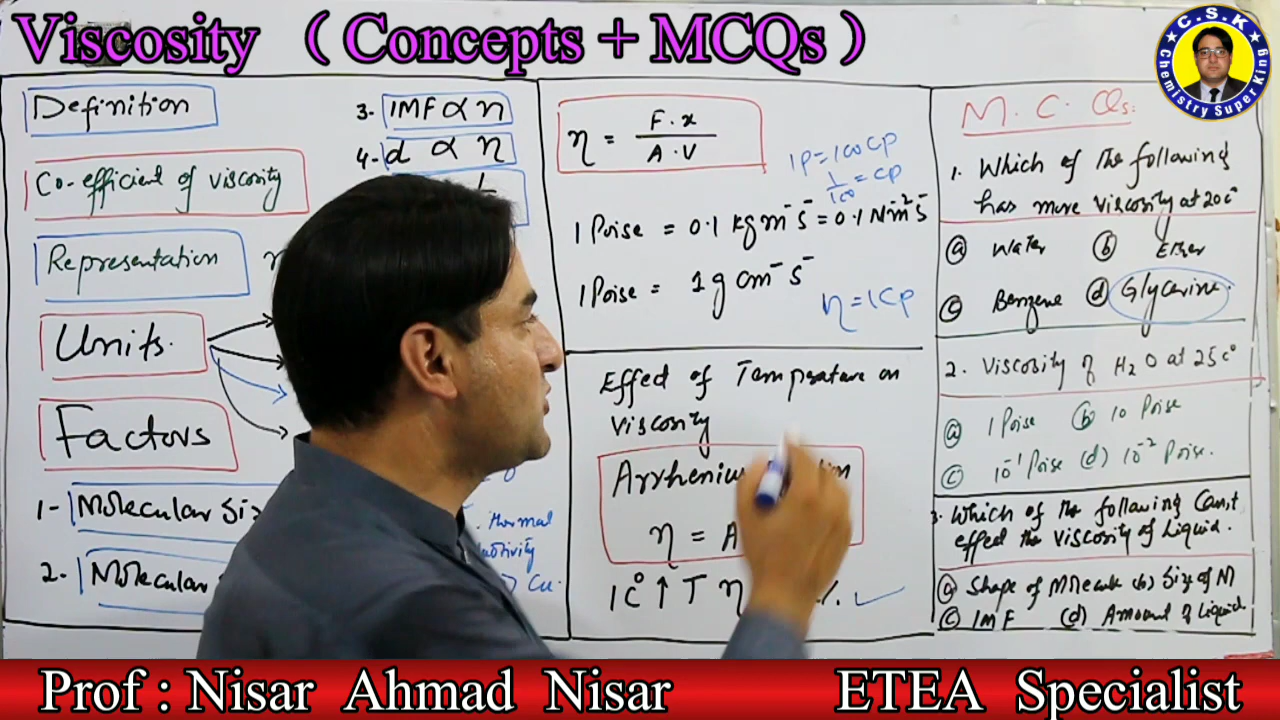 Viscosity ( Concepts + MCQs )
C.S.K
Chemistry Super King
Definition
Co-efficient of viscosity
Representation
Units.
Factors
1- Molecular Siz
2- Molecular
3- IMF ∝ η
4- d ∝ η
thermal
Cu.
η = F.x / A.V
1P = 100 CP
1/100 = CP
1 Poise = 0.1 kg m⁻ s⁻ = 0.1 N m⁻² s
1 Poise = 1 g cm⁻ s⁻
η = 1 CP
Effect of Temperature on
viscosity
Arrhenius
η = A
1C° ↑ T η %. ✓
M.C.Qs:
1. Which of the following
has more viscosity at 20c°
(a) Water (b) Ether
(c) Benzene (d) Glycerine.
2. Viscosity of H₂O at 25c°
(a) 1 Poise (b) 10 Poise
(c) 10⁻¹ Poise (d) 10⁻² Poise.
3. Which of the following can,t
effect the viscosity of Liquid.
(a) Shape of Molecule (b) Size of M
(c) IMF (d) Amount of Liquid.
Prof : Nisar Ahmad Nisar ETEA Specialist